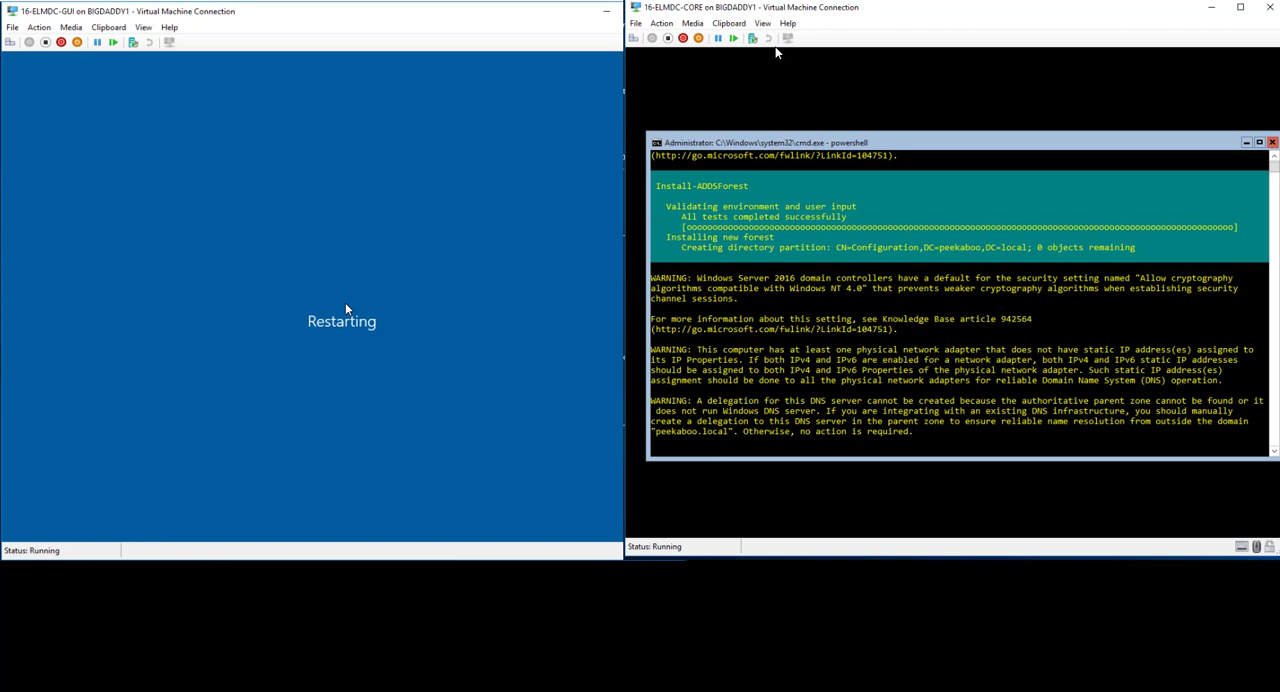 16-ELMDC-GUI on BIGDADDY1 - Virtual Machine Connection
File Action Media Clipboard View Help
Restarting
Status: Running
16-ELMDC-CORE on BIGDADDY1 - Virtual Machine Connection
File Action Media Clipboard View Help
Administrator: C:\Windows\system32\cmd.exe - powershell
(http://go.microsoft.com/fwlink/?LinkId=104751).
Install-ADDSForest
Validating environment and user input
All tests completed successfully
[oooooooooooooooooooooooooooooooooooooooooooooooooooooooooooooooooooooooooooooooooooooooooooooooooooooooooo]
Installing new forest
Creating directory partition: CN=Configuration,DC=peekaboo,DC=local; 0 objects remaining
WARNING: Windows Server 2016 domain controllers have a default for the security setting named "Allow cryptography
algorithms compatible with Windows NT 4.0" that prevents weaker cryptography algorithms when establishing security
channel sessions.
For more information about this setting, see Knowledge Base article 942564
(http://go.microsoft.com/fwlink/?LinkId=104751).
WARNING: This computer has at least one physical network adapter that does not have static IP address(es) assigned to
its IP Properties. If both IPv4 and IPv6 are enabled for a network adapter, both IPv4 and IPv6 static IP addresses
should be assigned to both IPv4 and IPv6 Properties of the physical network adapter. Such static IP address(es)
assignment should be done to all the physical network adapters for reliable Domain Name System (DNS) operation.
WARNING: A delegation for this DNS server cannot be created because the authoritative parent zone cannot be found or it
does not run Windows DNS server. If you are integrating with an existing DNS infrastructure, you should manually
create a delegation to this DNS server in the parent zone to ensure reliable name resolution from outside the domain
"peekaboo.local". Otherwise, no action is required.
Status: Running